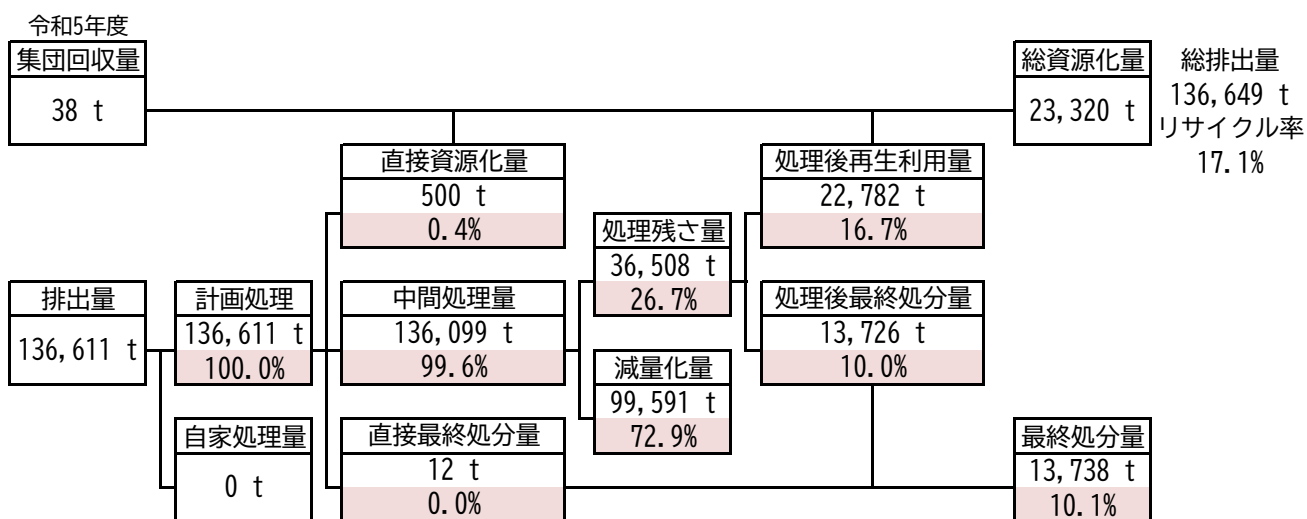 令和5年度
集団回収量
38 t
総資源化量
23,320 t
総排出量
136,649 t
リサイクル率
17.1%
直接資源化量
500 t
0.4%
処理後再生利用量
22,782 t
16.7%
処理残さ量
36,508 t
26.7%
排出量
136,611 t
計画処理
136,611 t
100.0%
中間処理量
136,099 t
99.6%
処理後最終処分量
13,726 t
10.0%
減量化量
99,591 t
72.9%
自家処理量
0 t
直接最終処分量
12 t
0.0%
最終処分量
13,738 t
10.1%